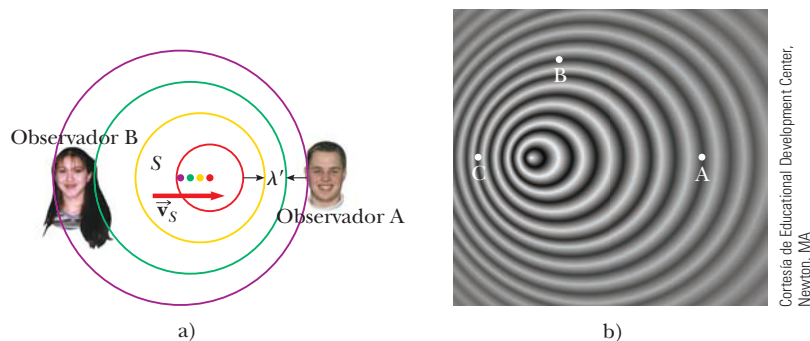 Observador B
S
λ′
v⃗S
Observador A
a)
B
C
A
b)
Cortesía de Educational Development Center,
Newton, MA